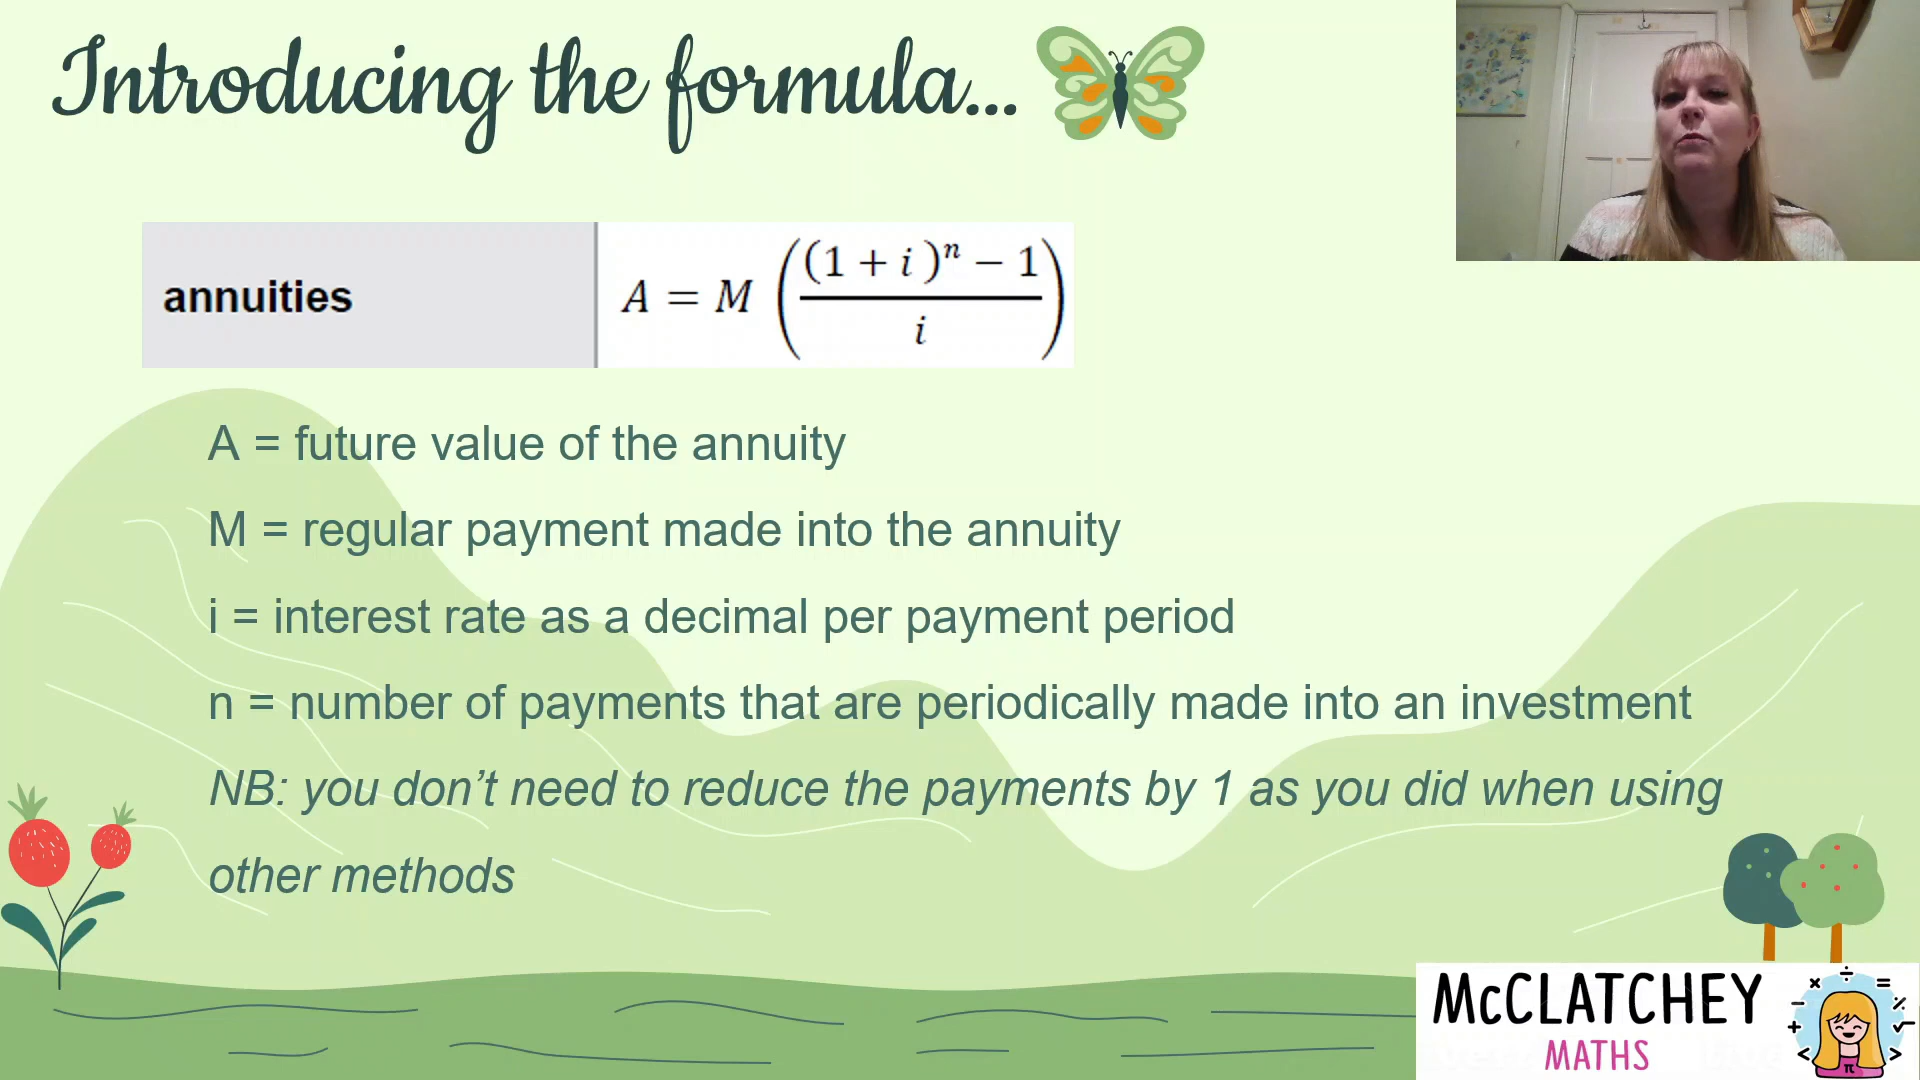 Introducing the formula...
annuities
A = M (((1 + i )^n − 1) / i)
A = future value of the annuity
M = regular payment made into the annuity
i = interest rate as a decimal per payment period
n = number of payments that are periodically made into an investment
NB: you don’t need to reduce the payments by 1 as you did when using
other methods
McCLATCHEY
MATHS
× ÷ =
− %
+ √
< >
π